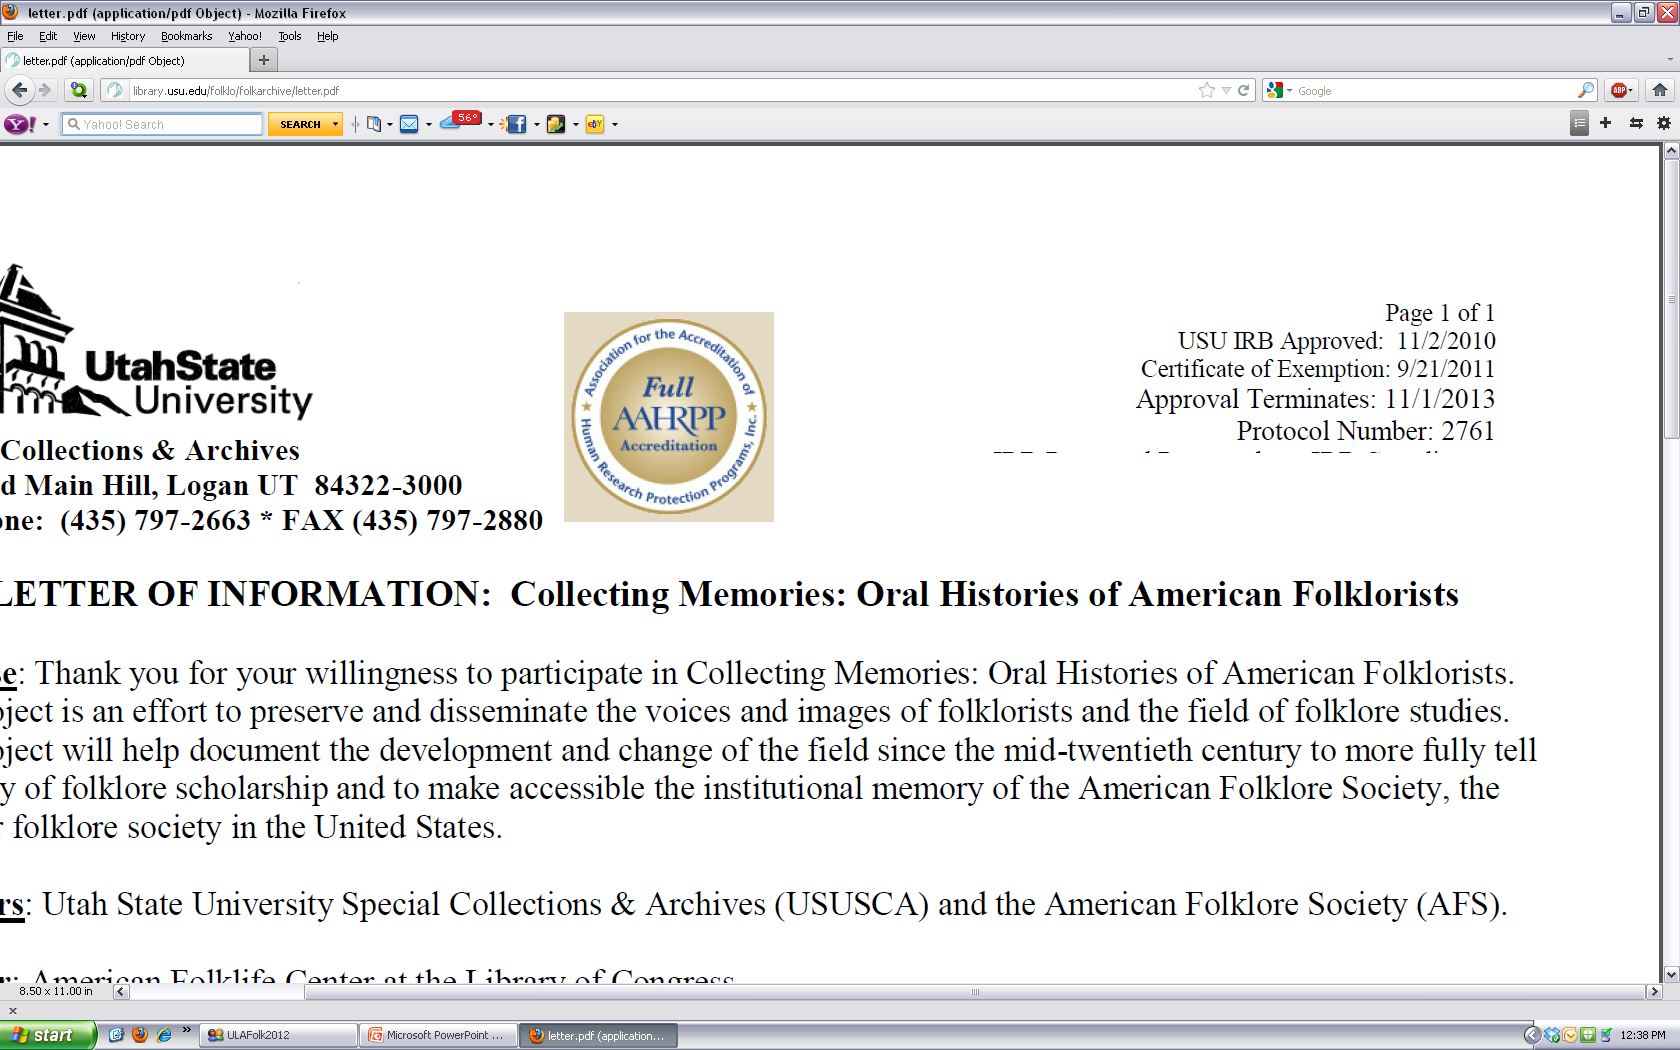 letter.pdf (application/pdf Object) - Mozilla Firefox
File Edit View History Bookmarks Yahoo! Tools Help
letter.pdf (application/pdf Object)
library.usu.edu/folklo/folkarchive/letter.pdf
Google
ABP
Y!
Yahoo! Search
SEARCH
56°
Page 1 of 1
USU IRB Approved: 11/2/2010
Certificate of Exemption: 9/21/2011
Approval Terminates: 11/1/2013
Protocol Number: 2761
UtahState
University
Association for the Accreditation of
Human Research Protection Programs, Inc.
Full
AAHRPP
Accreditation
Collections & Archives
d Main Hill, Logan UT 84322-3000
one: (435) 797-2663 * FAX (435) 797-2880
LETTER OF INFORMATION: Collecting Memories: Oral Histories of American Folklorists
se: Thank you for your willingness to participate in Collecting Memories: Oral Histories of American Folklorists.
oject is an effort to preserve and disseminate the voices and images of folklorists and the field of folklore studies.
oject will help document the development and change of the field since the mid-twentieth century to more fully tell
y of folklore scholarship and to make accessible the institutional memory of the American Folklore Society, the
r folklore society in the United States.
rs: Utah State University Special Collections & Archives (USUSCA) and the American Folklore Society (AFS).
r: American Folklife Center at the Library of Congress
8.50 x 11.00 in
start
ULAFolk2012
Microsoft PowerPoint ...
letter.pdf (application...
12:38 PM